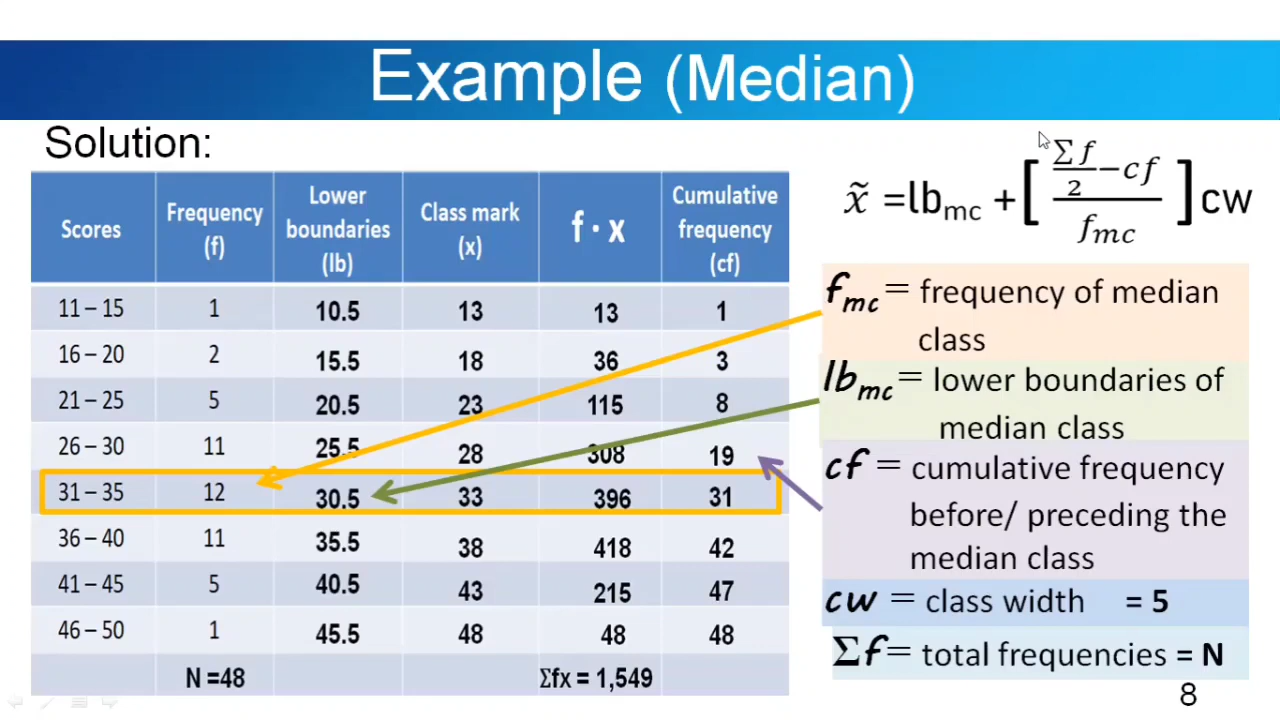 Example (Median)
Solution:
x̃ =lbmc +[ (∑f/2 −cf) / fmc ]cw
Scores | Frequency (f) | Lower boundaries (lb) | Class mark (x) | f · x | Cumulative frequency (cf)
11 – 15 | 1 | 10.5 | 13 | 13 | 1
16 – 20 | 2 | 15.5 | 18 | 36 | 3
21 – 25 | 5 | 20.5 | 23 | 115 | 8
26 – 30 | 11 | 25.5 | 28 | 308 | 19
31 – 35 | 12 | 30.5 | 33 | 396 | 31
36 – 40 | 11 | 35.5 | 38 | 418 | 42
41 – 45 | 5 | 40.5 | 43 | 215 | 47
46 – 50 | 1 | 45.5 | 48 | 48 | 48
N =48 | Σfx = 1,549
fmc = frequency of median
class
lbmc = lower boundaries of
median class
cf = cumulative frequency
before/ preceding the
median class
cw = class width = 5
Σf= total frequencies = N
8